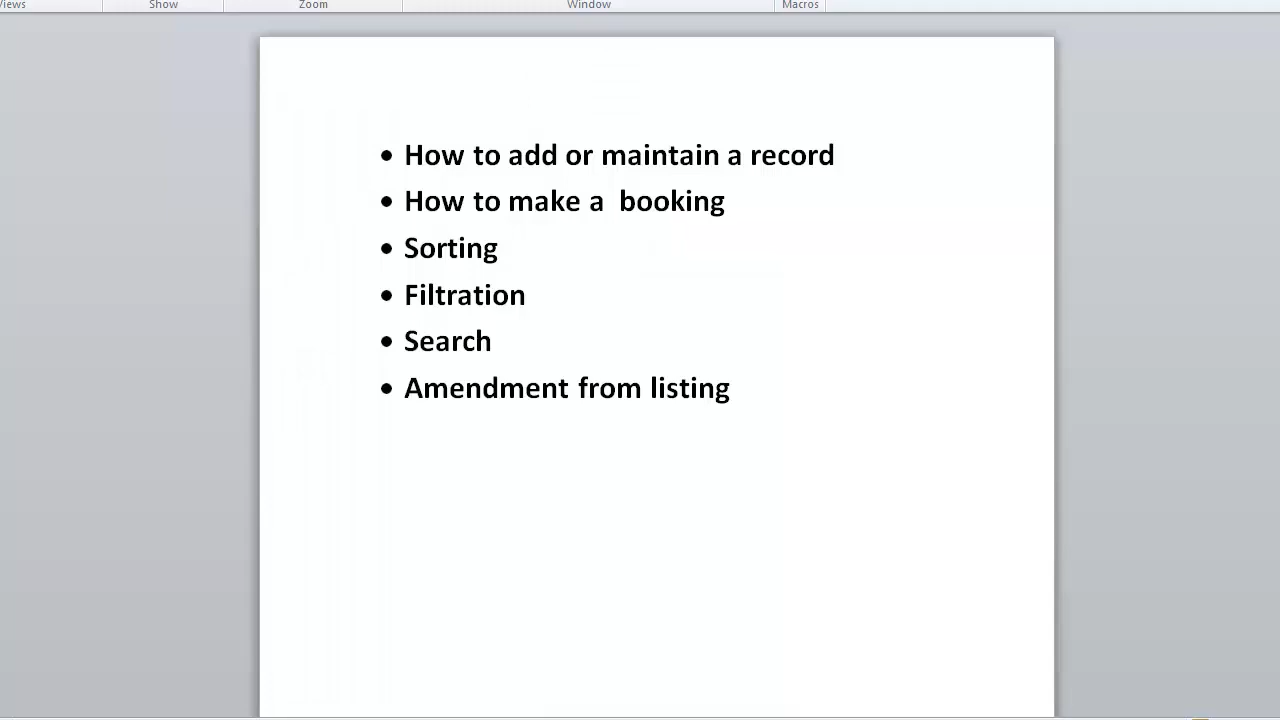 Views Show Zoom Window Macros
• How to add or maintain a record
• How to make a  booking
• Sorting
• Filtration
• Search
• Amendment from listing